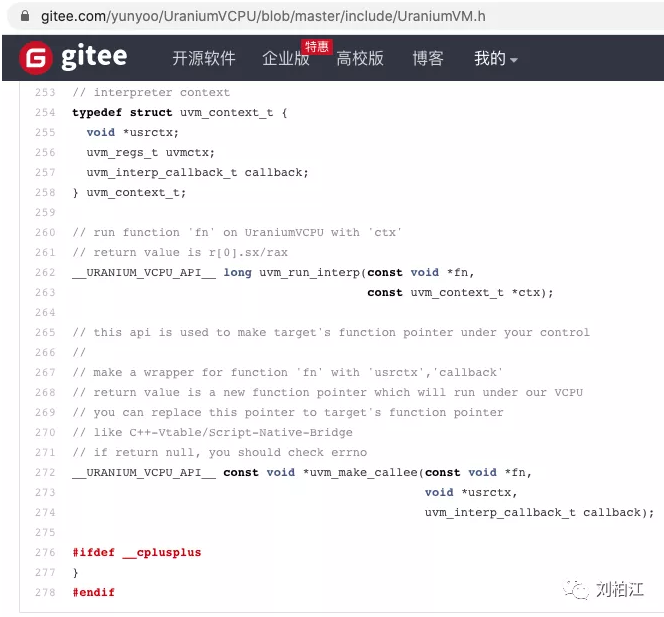 gitee.com/yunyoo/UraniumVCPU/blob/master/include/UraniumVM.h
G gitee 开源软件 企业版 特惠 高校版 博客 我的
253 // interpreter context
254 typedef struct uvm_context_t {
255 void *usrctx;
256 uvm_regs_t uvmctx;
257 uvm_interp_callback_t callback;
258 } uvm_context_t;
259
260 // run function 'fn' on UraniumVCPU with 'ctx'
261 // return value is r[0].sx/rax
262 __URANIUM_VCPU_API__ long uvm_run_interp(const void *fn,
263 const uvm_context_t *ctx);
264
265 // this api is used to make target's function pointer under your control
266 //
267 // make a wrapper for function 'fn' with 'usrctx','callback'
268 // return value is a new function pointer which will run under our VCPU
269 // you can replace this pointer to target's function pointer
270 // like C++-Vtable/Script-Native-Bridge
271 // if return null, you should check errno
272 __URANIUM_VCPU_API__ const void *uvm_make_callee(const void *fn,
273 void *usrctx,
274 uvm_interp_callback_t callback);
275
276 #ifdef __cplusplus
277 }
278 #endif
刘柏江